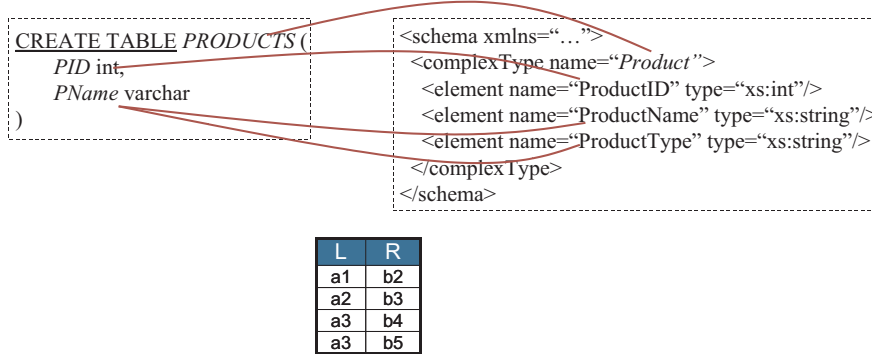 CREATE TABLE PRODUCTS (
PID int,
PName varchar
)
<schema xmlns=“…”>
<complexType name=“Product”>
<element name=“ProductID” type=“xs:int”/>
<element name=“ProductName” type=“xs:string”/>
<element name=“ProductType” type=“xs:string”/>
</complexType>
</schema>
L R
a1 b2
a2 b3
a3 b4
a3 b5